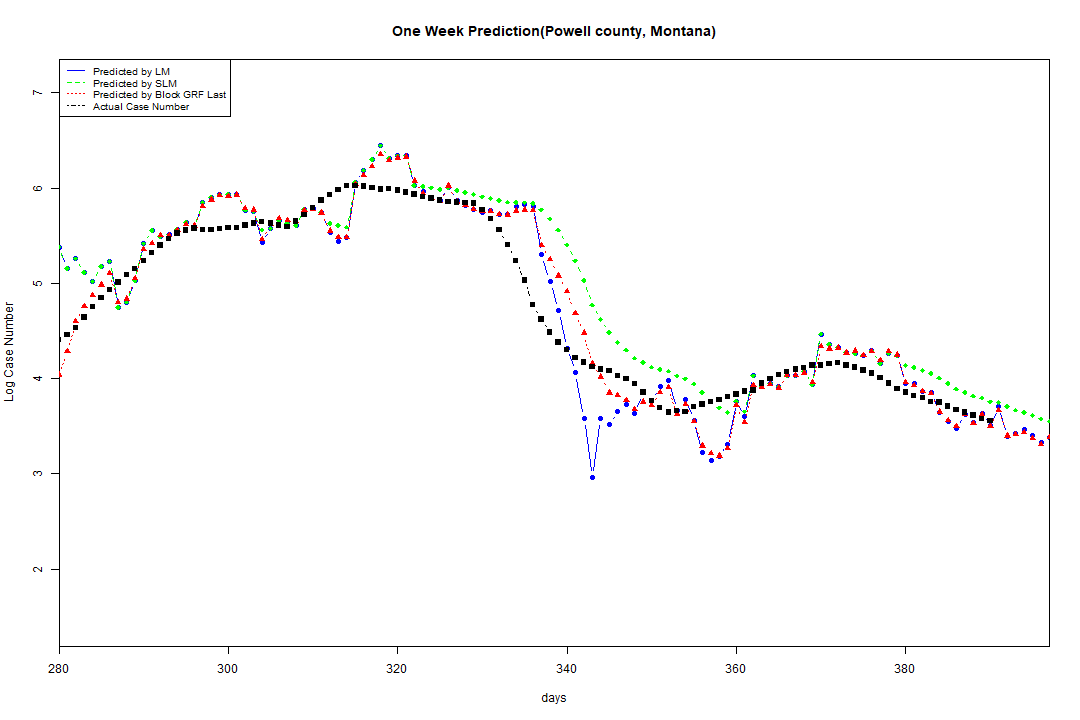 One Week Prediction(Powell county, Montana)
Predicted by LM
Predicted by SLM
Predicted by Block GRF Last
Actual Case Number
7
6
5
4
3
2
Log Case Number
280 300 320 340 360 380
days